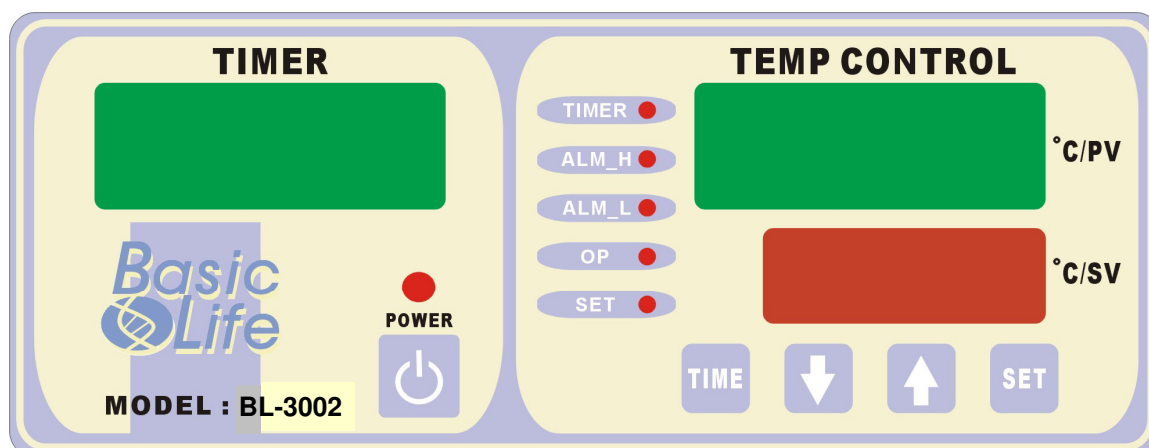 TIMER
Basic
Life
POWER
MODEL : BL-3002
TEMP CONTROL
TIMER
ALM_H
ALM_L
OP
SET
°C/PV
°C/SV
TIME
SET